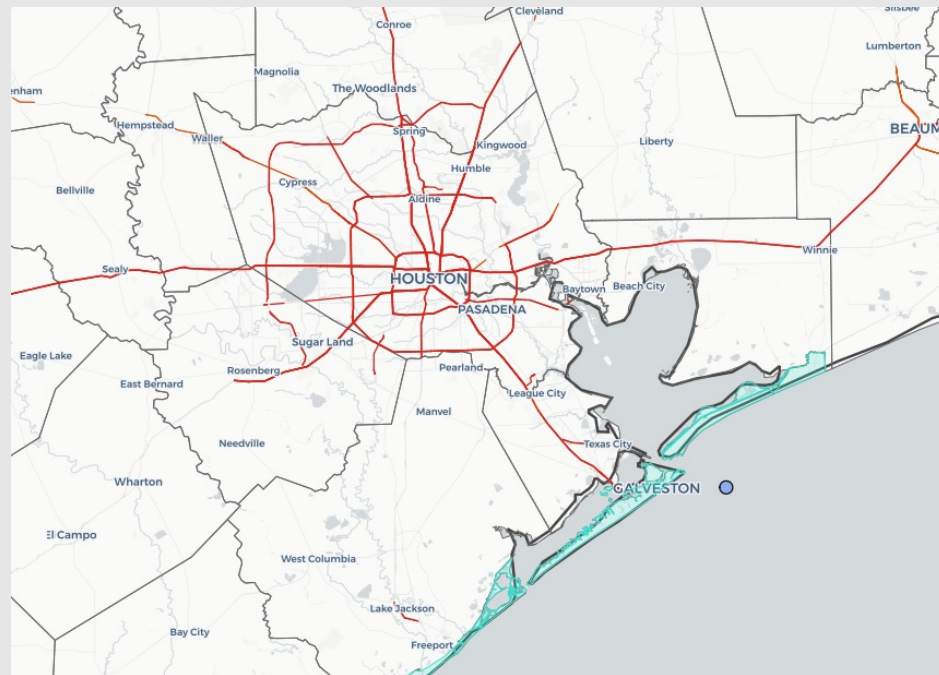 Cleveland
Silsbee
Conroe
Lumberton
Magnolia
The Woodlands
Hempstead
Waller
Spring
BEAUM
Kingwood
Liberty
Humble
Cypress
Bellville
Aldine
Winnie
Sealy
HOUSTON
Baytown
Beach City
PASADENA
Sugar Land
Eagle Lake
Rosenberg
Pearland
East Bernard
League City
Manvel
Needville
Texas City
Wharton
GALVESTON
El Campo
West Columbia
Lake Jackson
Bay City
Freeport
enham